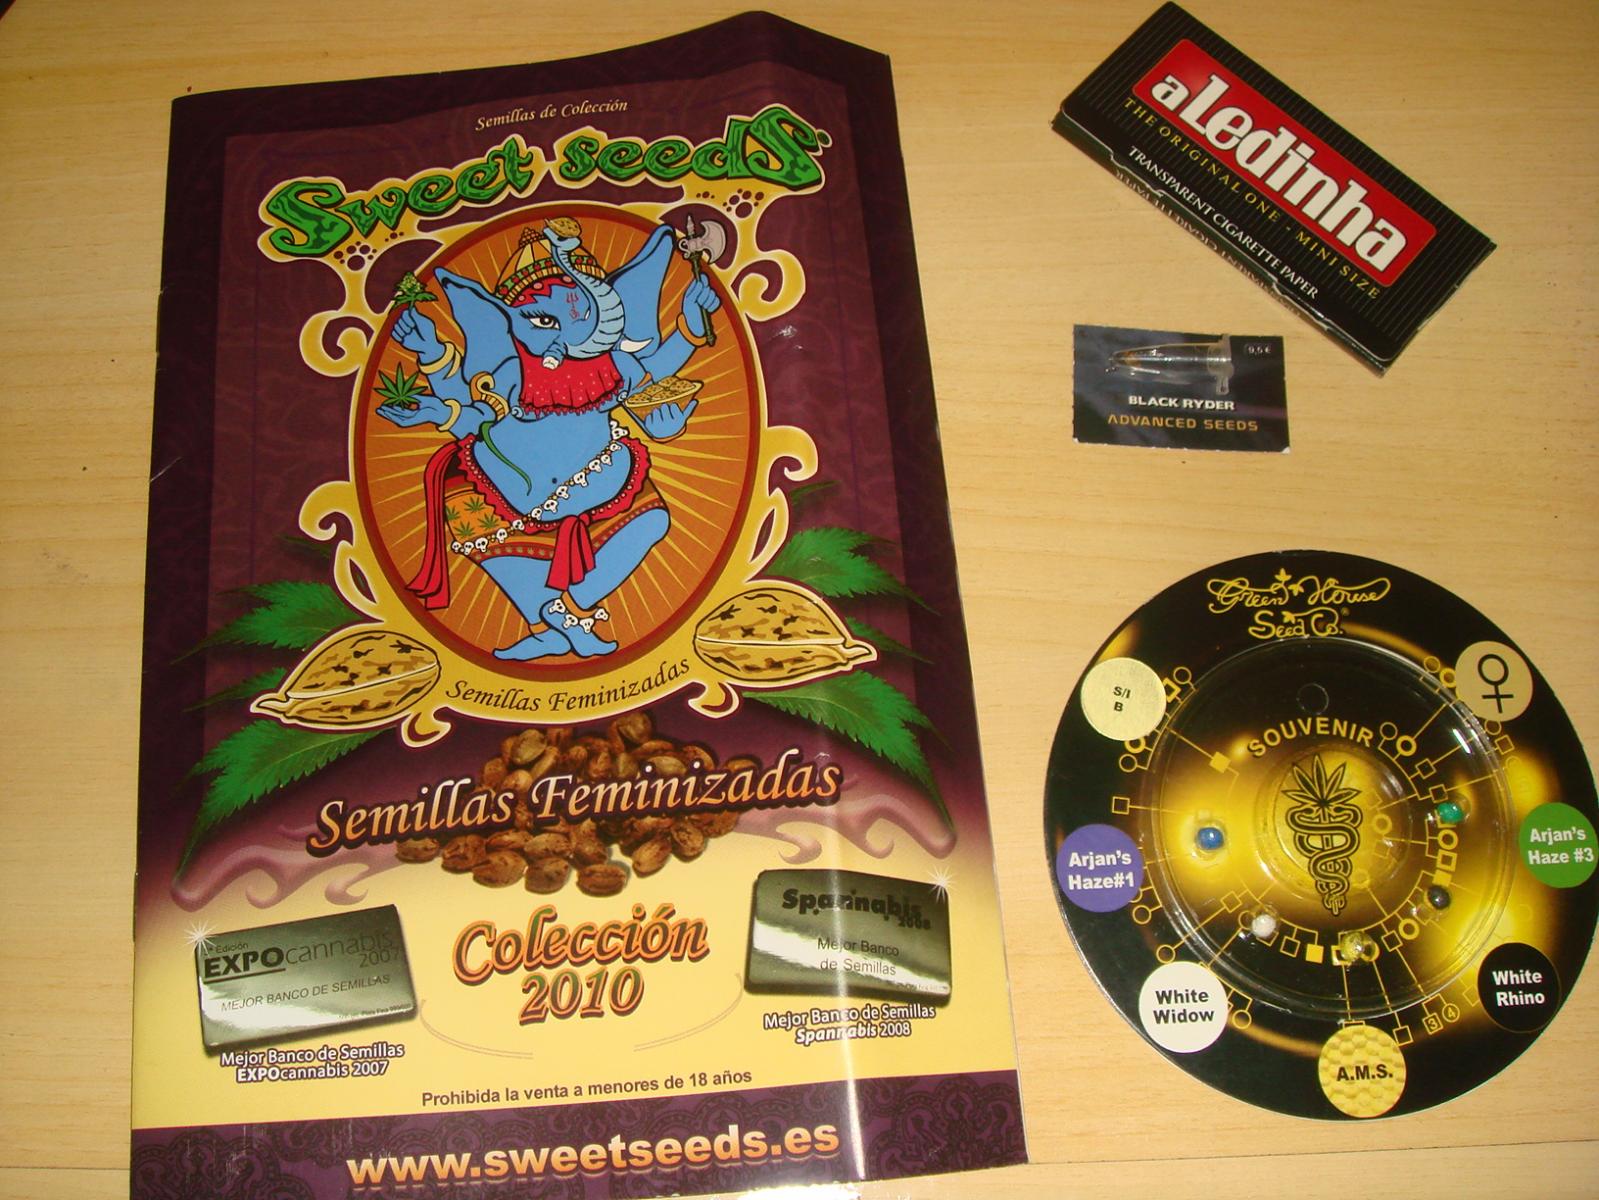 Semillas de Colección
Sweet seeds
Semillas Feminizadas
Semillas Feminizadas
Colección
2010
Edición
EXPOcannabis
2007
MEJOR BANCO DE SEMILLAS
Mejor Banco de Semillas
EXPOcannabis 2007
Spannabis
2008
Mejor Banco
de Semillas
Mejor Banco de Semillas
Spannabis 2008
Prohibida la venta a menores de 18 años
www.sweetseeds.es
aLedinha
THE ORIGINAL ONE - MINI SIZE
TRANSPARENT CIGARETTE PAPER
9,5 €
BLACK RYDER
ADVANCED SEEDS
Green House
Seed Co.®
S/I
B
SOUVENIR
Arjan's
Haze#1
Arjan's
Haze #3
White
Widow
White
Rhino
A.M.S.
3 4